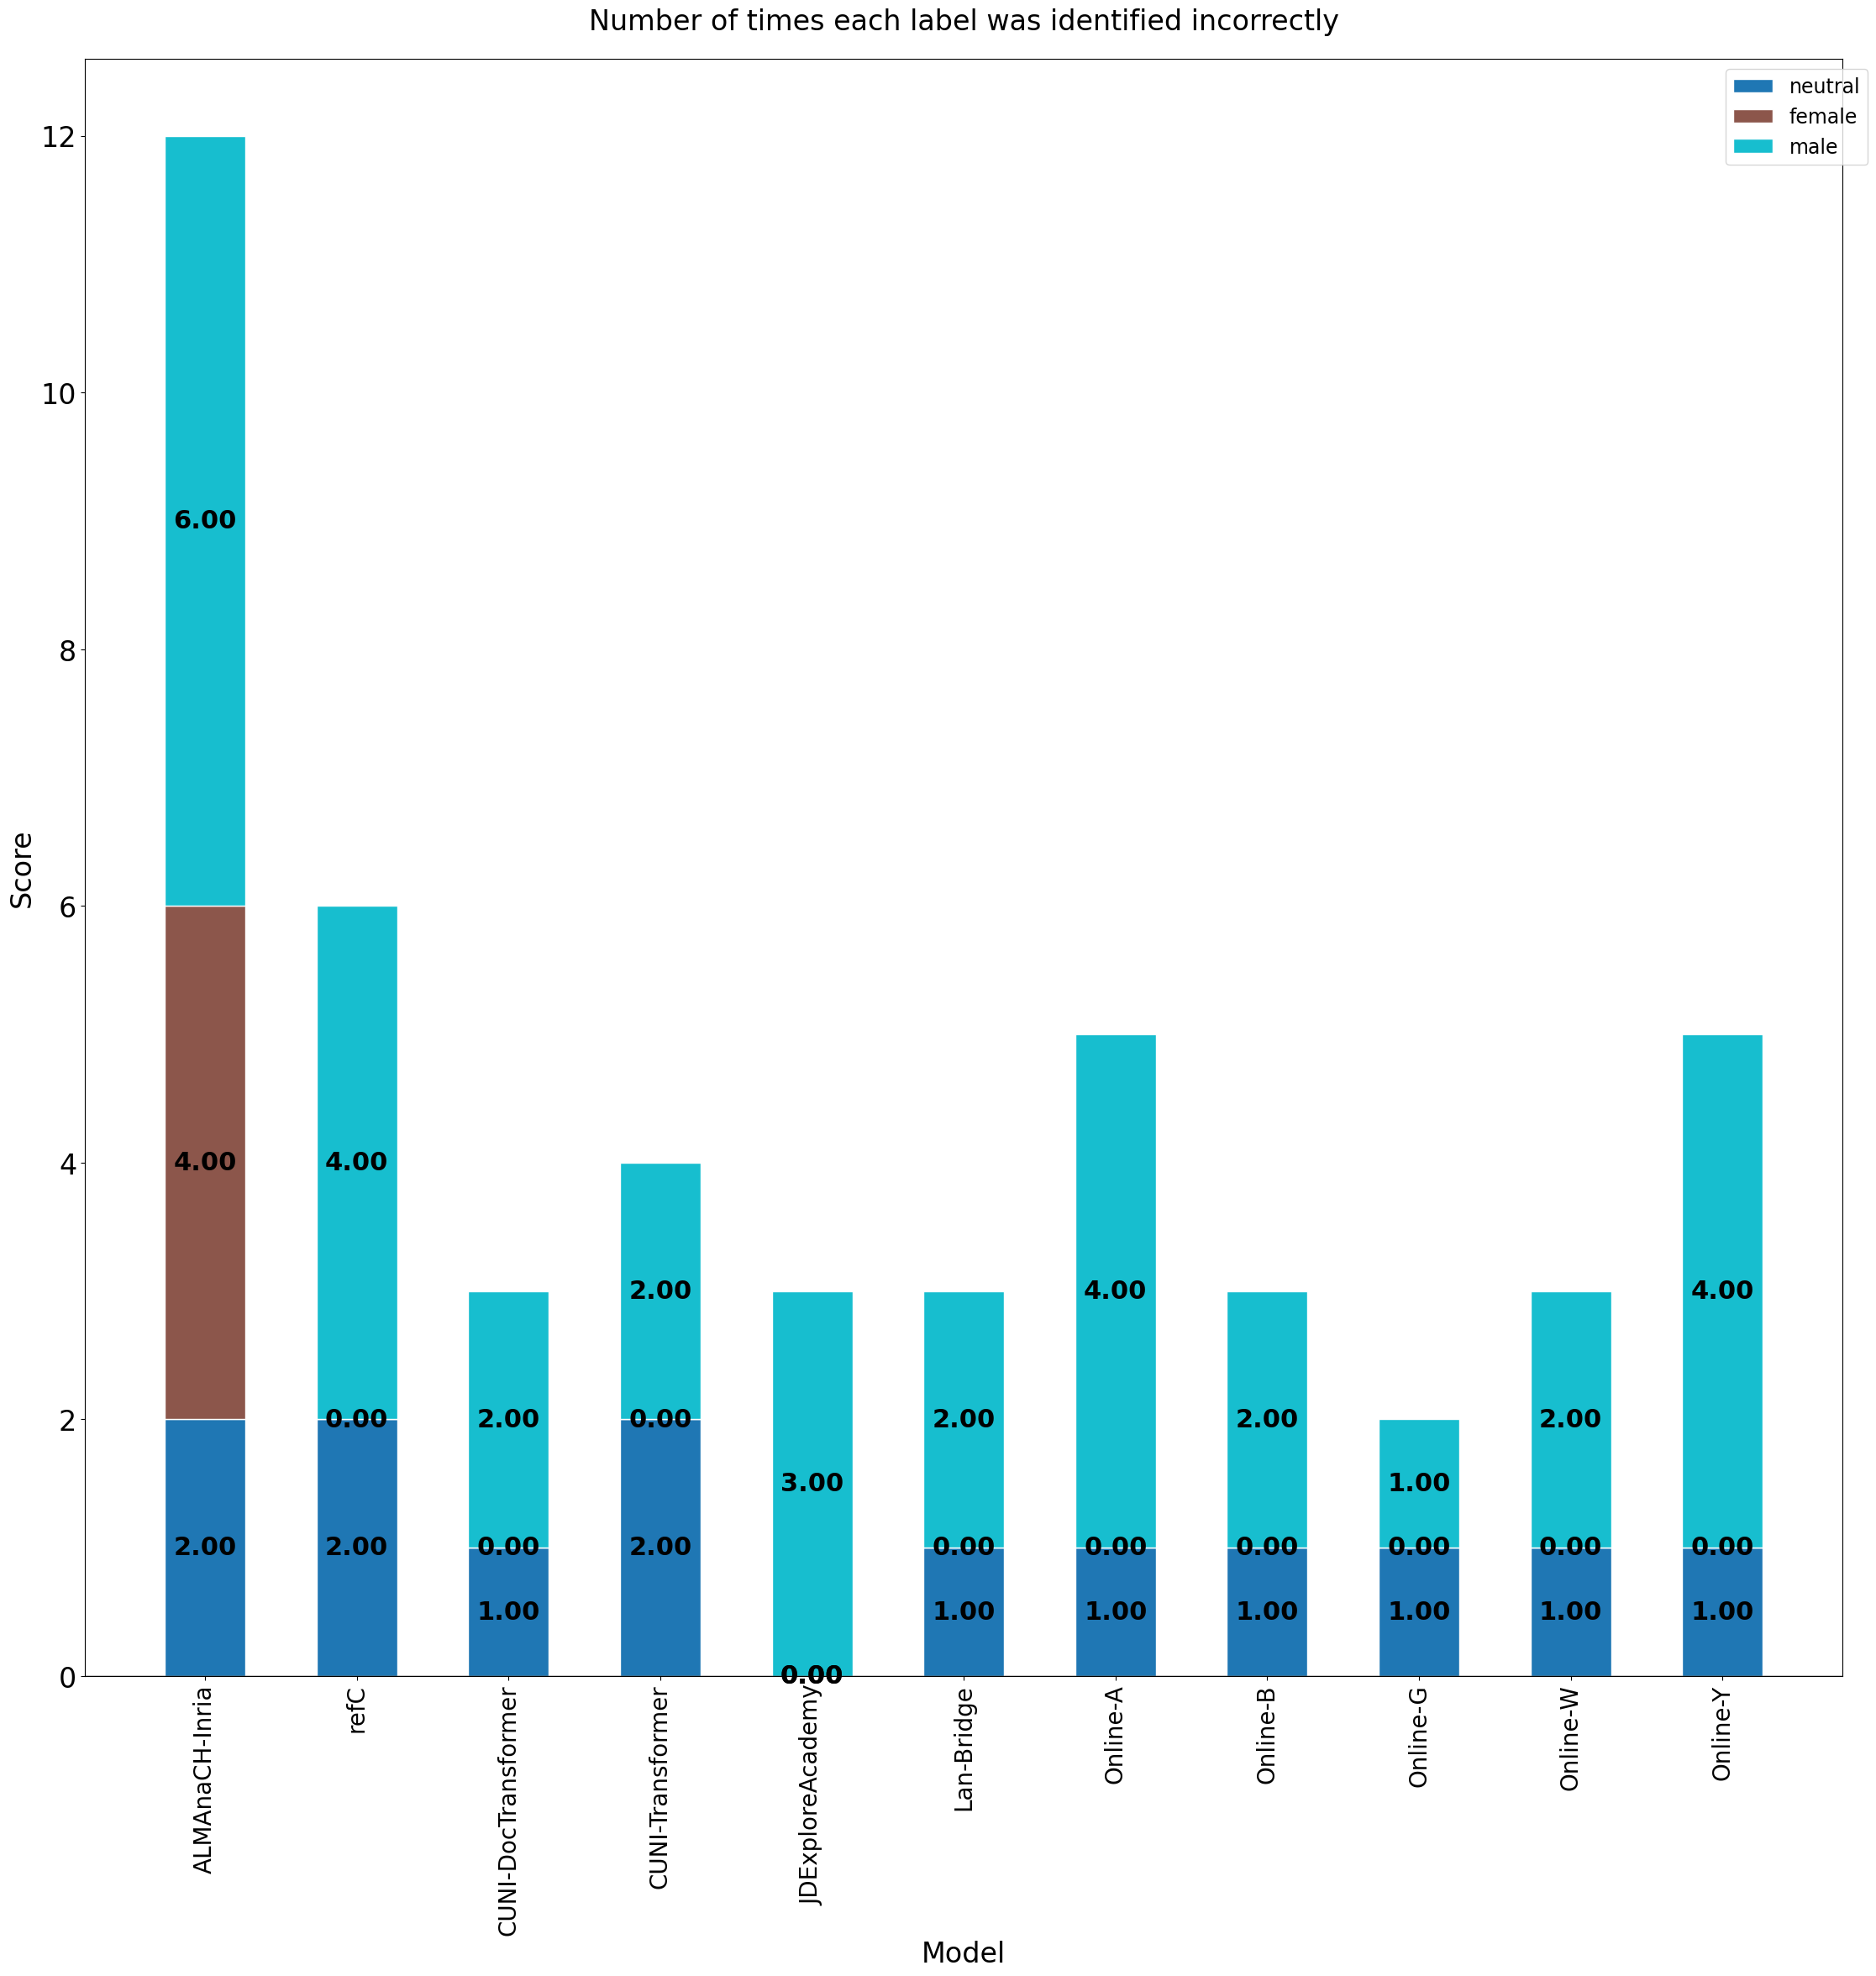 Number of times each label was identified incorrectly
neutral
female
male
12
10
8
6
4
2
0
Score
6.00
4.00
2.00
4.00
0.00
2.00
2.00
0.00
1.00
2.00
0.00
2.00
3.00
0.00
2.00
0.00
1.00
4.00
0.00
1.00
2.00
0.00
1.00
1.00
0.00
1.00
2.00
0.00
1.00
4.00
0.00
1.00
ALMAnaCH-Inria
refC
CUNI-DocTransformer
CUNI-Transformer
JDExploreAcademy
Lan-Bridge
Online-A
Online-B
Online-G
Online-W
Online-Y
Model